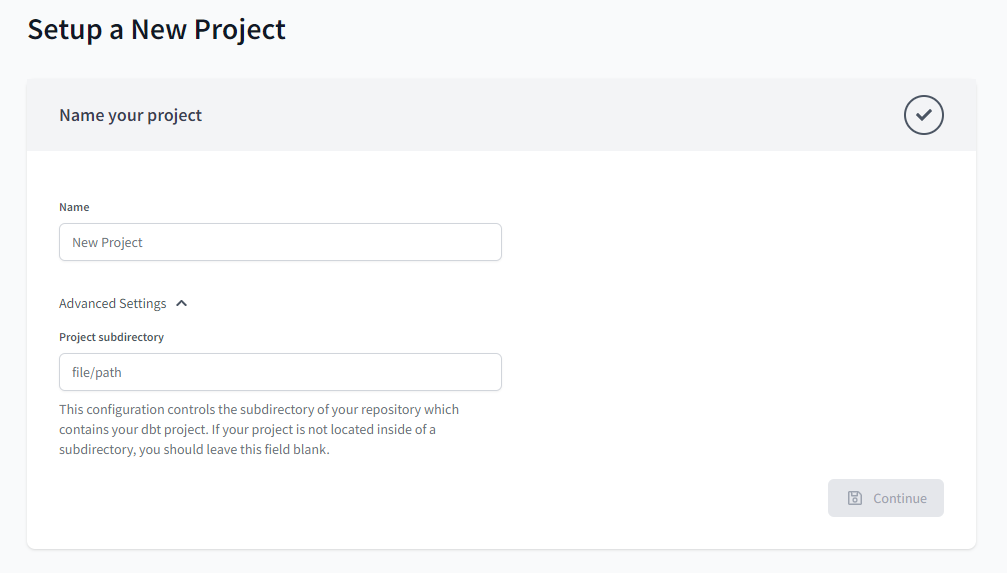 Setup a New Project
Name your project
Name
New Project
Advanced Settings
Project subdirectory
file/path
This configuration controls the subdirectory of your repository which
contains your dbt project. If your project is not located inside of a
subdirectory, you should leave this field blank.
Continue